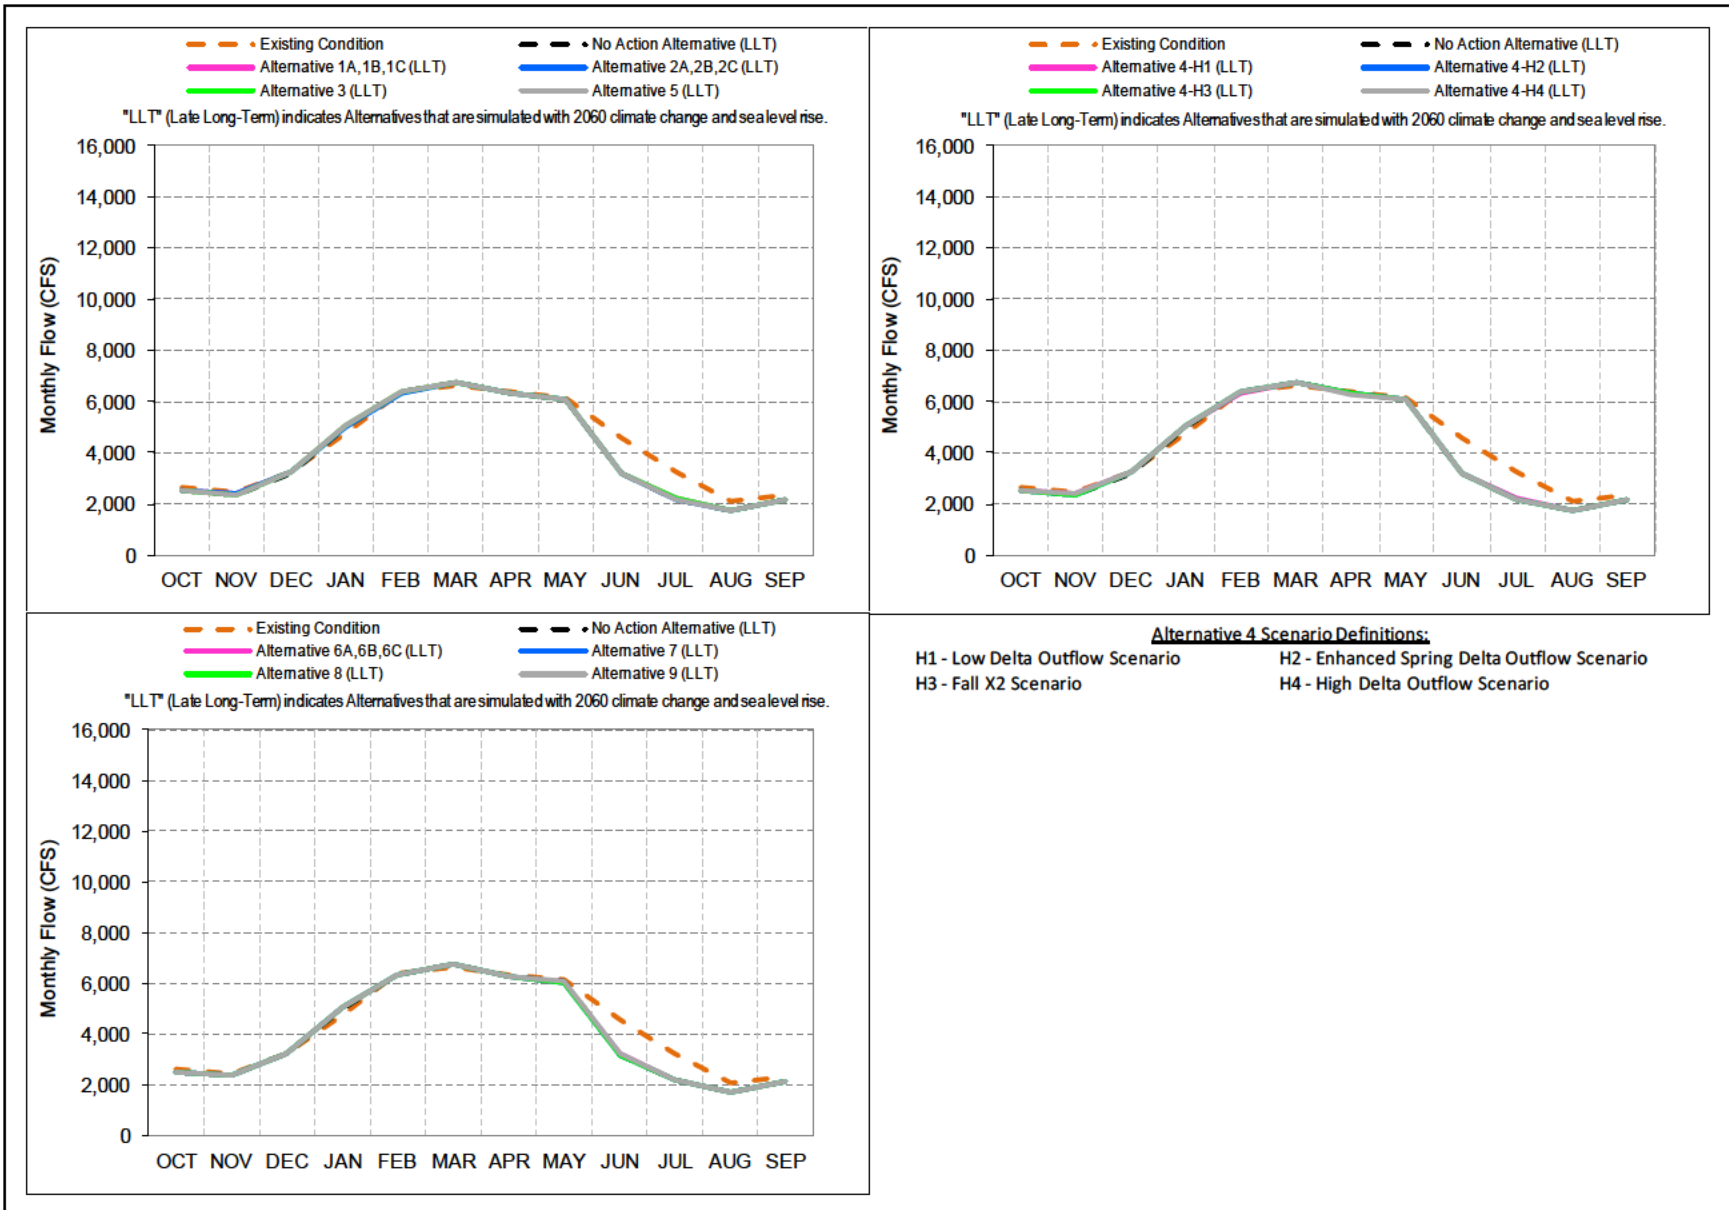 Existing Condition
No Action Alternative (LLT)
Alternative 1A,1B,1C (LLT)
Alternative 2A,2B,2C (LLT)
Alternative 3 (LLT)
Alternative 5 (LLT)
"LLT" (Late Long-Term) indicates Alternatives that are simulated with 2060 climate change and sea level rise.
Monthly Flow (CFS)
16,000
14,000
12,000
10,000
8,000
6,000
4,000
2,000
0
OCT NOV DEC JAN FEB MAR APR MAY JUN JUL AUG SEP
Existing Condition
No Action Alternative (LLT)
Alternative 4-H1 (LLT)
Alternative 4-H2 (LLT)
Alternative 4-H3 (LLT)
Alternative 4-H4 (LLT)
"LLT" (Late Long-Term) indicates Alternatives that are simulated with 2060 climate change and sea level rise.
Monthly Flow (CFS)
16,000
14,000
12,000
10,000
8,000
6,000
4,000
2,000
0
OCT NOV DEC JAN FEB MAR APR MAY JUN JUL AUG SEP
Existing Condition
No Action Alternative (LLT)
Alternative 6A,6B,6C (LLT)
Alternative 7 (LLT)
Alternative 8 (LLT)
Alternative 9 (LLT)
"LLT" (Late Long-Term) indicates Alternatives that are simulated with 2060 climate change and sea level rise.
Monthly Flow (CFS)
16,000
14,000
12,000
10,000
8,000
6,000
4,000
2,000
0
OCT NOV DEC JAN FEB MAR APR MAY JUN JUL AUG SEP
Alternative 4 Scenario Definitions:
H1 - Low Delta Outflow Scenario
H2 - Enhanced Spring Delta Outflow Scenario
H3 - Fall X2 Scenario
H4 - High Delta Outflow Scenario